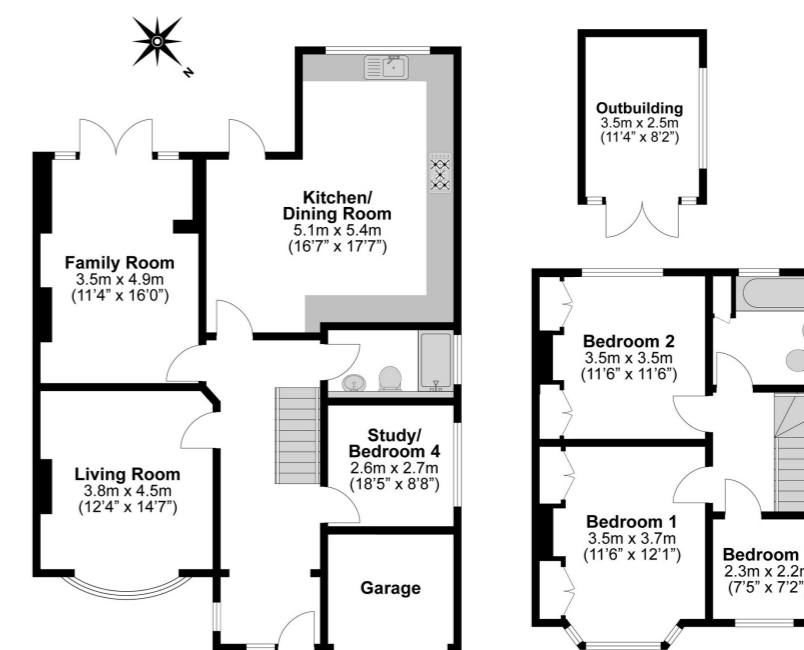 N
Outbuilding
3.5m x 2.5m
(11'4" x 8'2")
Kitchen/
Dining Room
5.1m x 5.4m
(16'7" x 17'7")
Family Room
3.5m x 4.9m
(11'4" x 16'0")
Bedroom 2
3.5m x 3.5m
(11'6" x 11'6")
Study/
Bedroom 4
2.6m x 2.7m
(18'5" x 8'8")
Living Room
3.8m x 4.5m
(12'4" x 14'7")
Bedroom 1
3.5m x 3.7m
(11'6" x 12'1")
Bedroom
2.3m x 2.2m
(7'5" x 7'2"
Garage